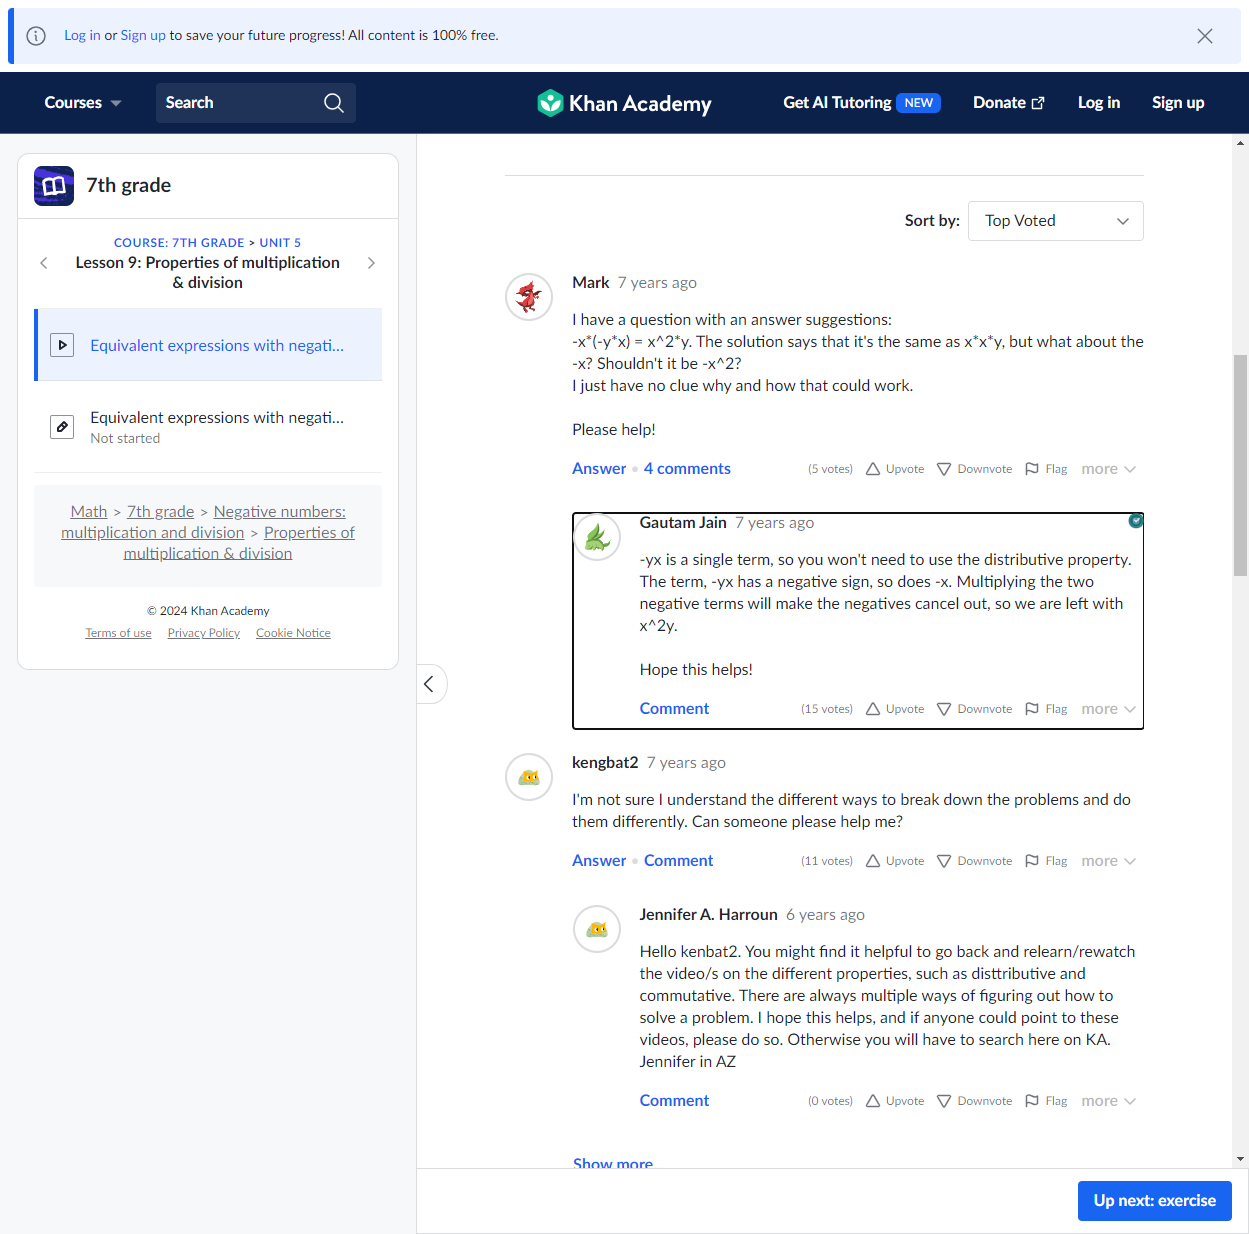 Log in or Sign up to save your future progress! All content is 100% free.
Courses
Search
Khan Academy
Get AI Tutoring NEW
Donate
Log in
Sign up
7th grade
COURSE: 7TH GRADE > UNIT 5
Lesson 9: Properties of multiplication
& division
Equivalent expressions with negati...
Equivalent expressions with negati...
Not started
Math > 7th grade > Negative numbers:
multiplication and division > Properties of
multiplication & division
© 2024 Khan Academy
Terms of use Privacy Policy Cookie Notice
Sort by: Top Voted
Mark 7 years ago
I have a question with an answer suggestions:
-x*(-y*x) = x^2*y. The solution says that it's the same as x*x*y, but what about the
-x? Shouldn't it be -x^2?
I just have no clue why and how that could work.
Please help!
Answer • 4 comments (5 votes) Upvote Downvote Flag more
Gautam Jain 7 years ago
-yx is a single term, so you won't need to use the distributive property.
The term, -yx has a negative sign, so does -x. Multiplying the two
negative terms will make the negatives cancel out, so we are left with
x^2y.
Hope this helps!
Comment (15 votes) Upvote Downvote Flag more
kengbat2 7 years ago
I'm not sure I understand the different ways to break down the problems and do
them differently. Can someone please help me?
Answer • Comment (11 votes) Upvote Downvote Flag more
Jennifer A. Harroun 6 years ago
Hello kenbat2. You might find it helpful to go back and relearn/rewatch
the video/s on the different properties, such as disttributive and
commutative. There are always multiple ways of figuring out how to
solve a problem. I hope this helps, and if anyone could point to these
videos, please do so. Otherwise you will have to search here on KA.
Jennifer in AZ
Comment (0 votes) Upvote Downvote Flag more
Show more
Up next: exercise